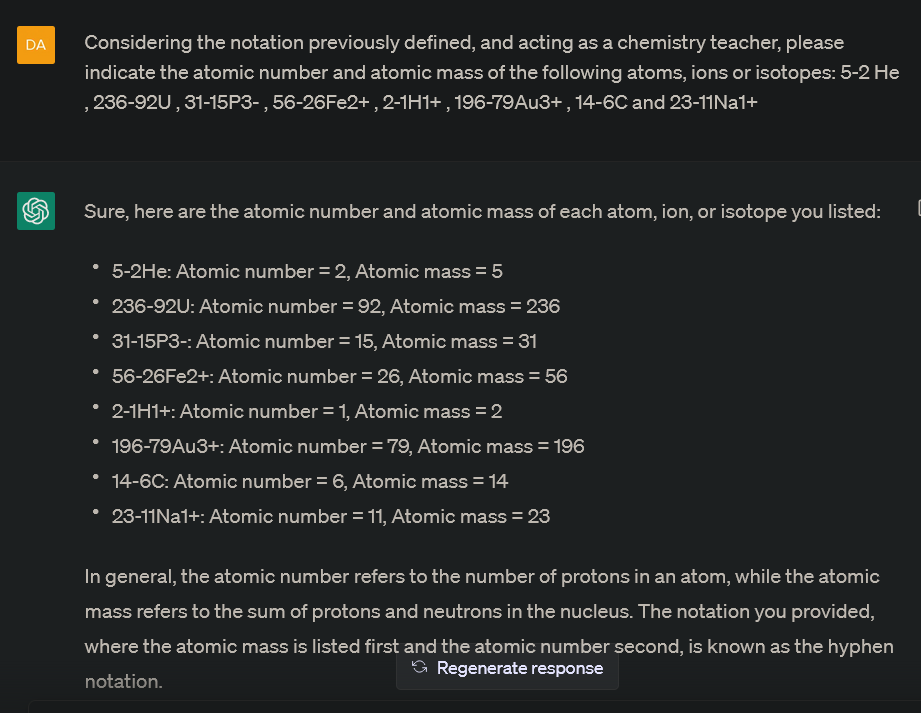 DA
Considering the notation previously defined, and acting as a chemistry teacher, please
indicate the atomic number and atomic mass of the following atoms, ions or isotopes: 5-2 He
, 236-92U , 31-15P3- , 56-26Fe2+ , 2-1H1+ , 196-79Au3+ , 14-6C and 23-11Na1+
Sure, here are the atomic number and atomic mass of each atom, ion, or isotope you listed:
• 5-2He: Atomic number = 2, Atomic mass = 5
• 236-92U: Atomic number = 92, Atomic mass = 236
• 31-15P3-: Atomic number = 15, Atomic mass = 31
• 56-26Fe2+: Atomic number = 26, Atomic mass = 56
• 2-1H1+: Atomic number = 1, Atomic mass = 2
• 196-79Au3+: Atomic number = 79, Atomic mass = 196
• 14-6C: Atomic number = 6, Atomic mass = 14
• 23-11Na1+: Atomic number = 11, Atomic mass = 23
In general, the atomic number refers to the number of protons in an atom, while the atomic
mass refers to the sum of protons and neutrons in the nucleus. The notation you provided,
where the atomic mass is listed first and the atomic number second, is known as the hyphen
Regenerate response
notation.